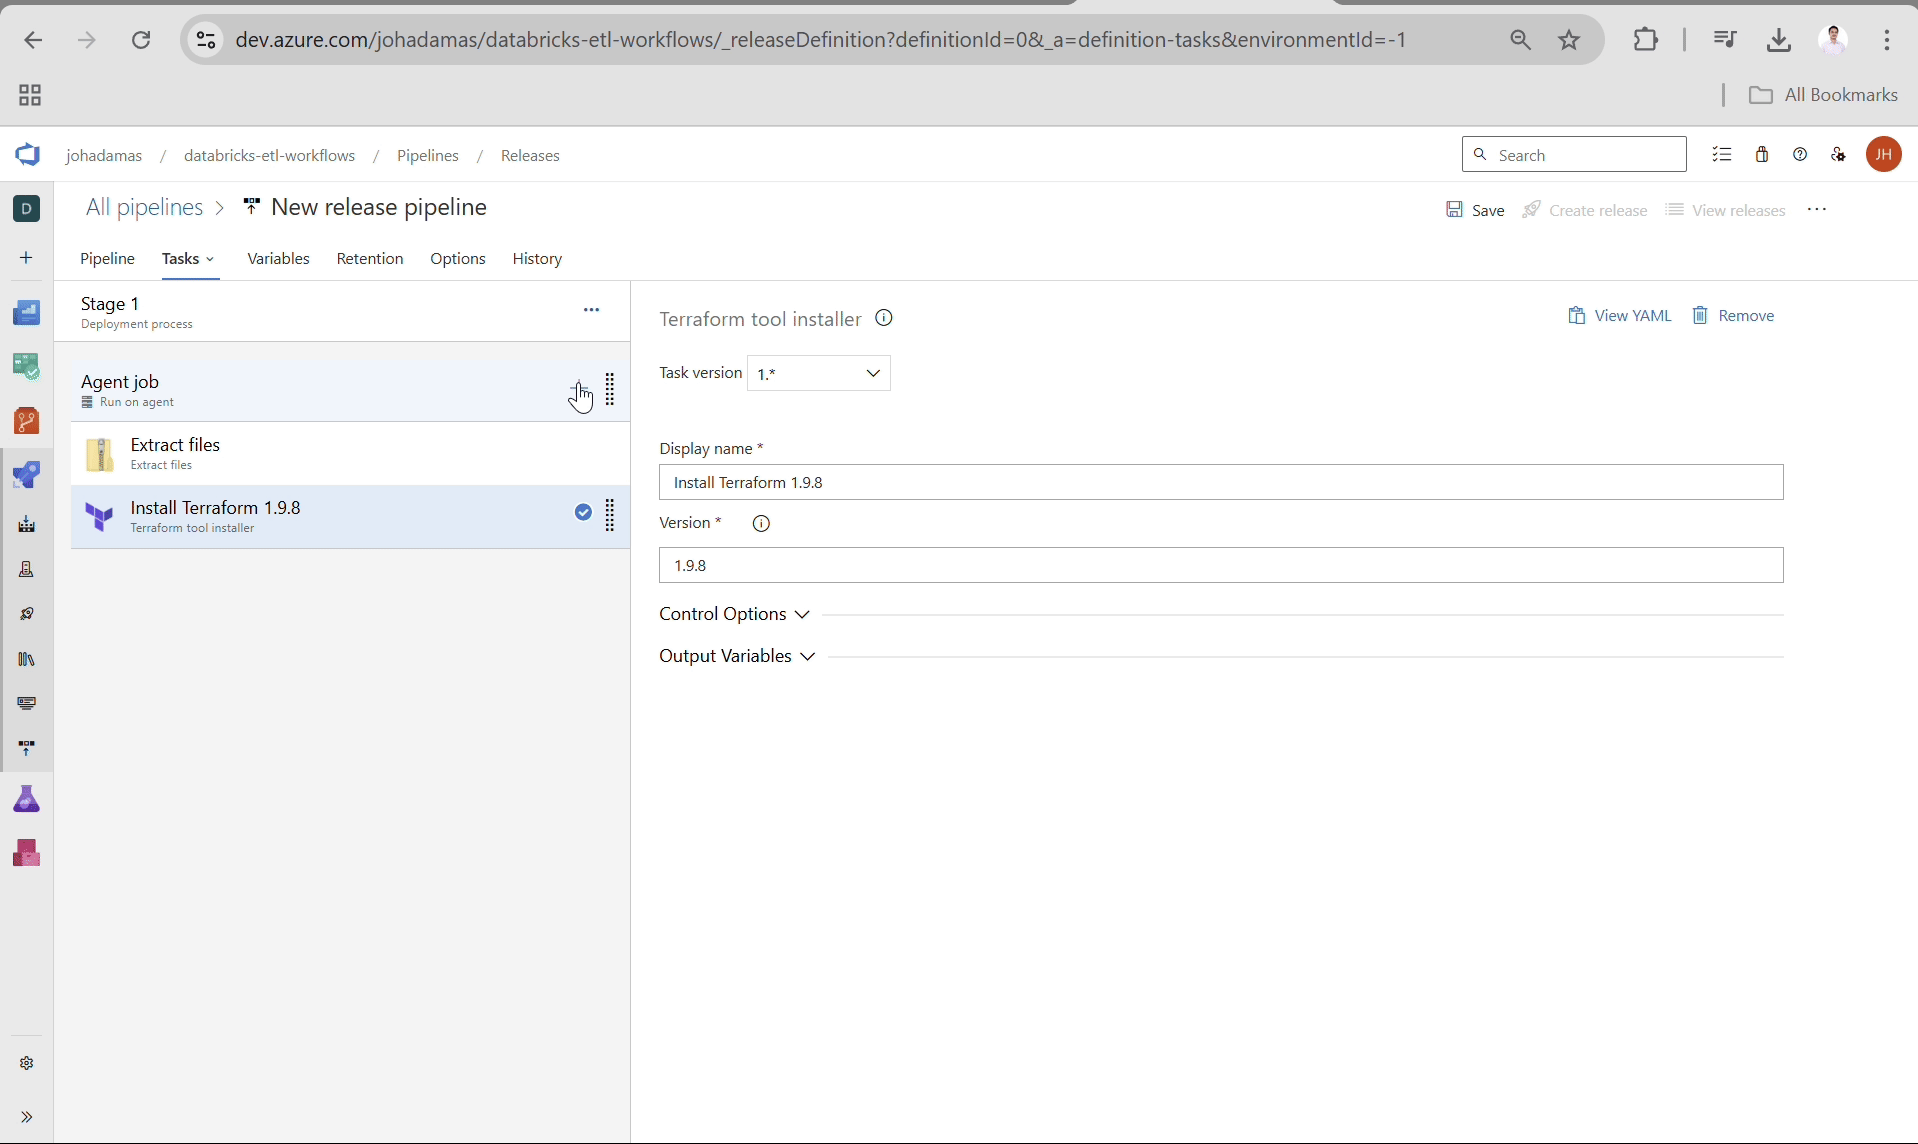 dev.azure.com/johadamas/databricks-etl-workflows/_releaseDefinition?definitionId=0&_a=definition-tasks&environmentId=-1
All Bookmarks
johadamas / databricks-etl-workflows / Pipelines / Releases
Search
JH
D
All pipelines > New release pipeline
Save
Create release
View releases
Pipeline
Tasks
Variables
Retention
Options
History
Stage 1
Deployment process
Agent job
Run on agent
Extract files
Extract files
Install Terraform 1.9.8
Terraform tool installer
Terraform tool installer
View YAML
Remove
Task version
1.*
Display name *
Install Terraform 1.9.8
Version *
1.9.8
Control Options
Output Variables